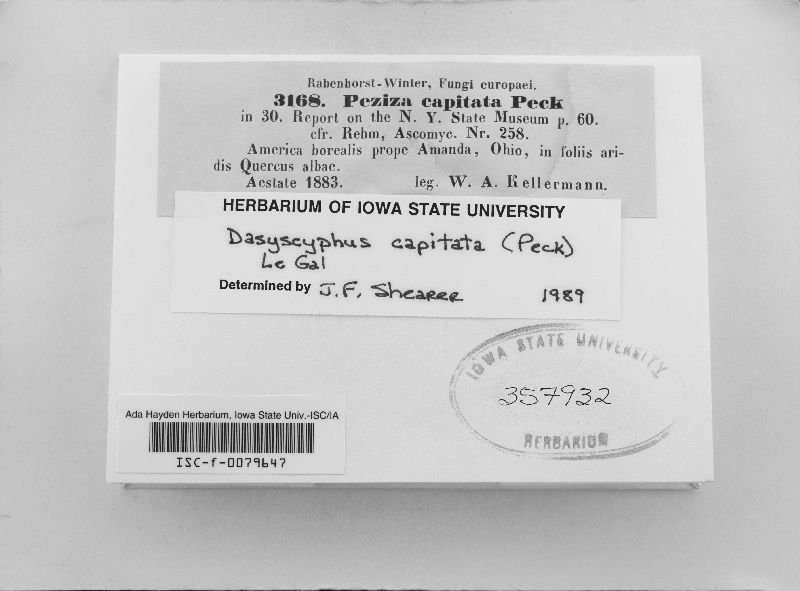 Rabenhorst-Winter, Fungi europaei.
3168. Peziza capitata Peck
in 30. Report on the N. Y. State Museum p. 60.
cfr. Rehm, Ascomyc. Nr. 258.
America borealis prope Amanda, Ohio, in foliis ari-
dis Quercus albae.
Aestate 1883. leg. W. A. Kellermann.
HERBARIUM OF IOWA STATE UNIVERSITY
Dasyscyphus capitata (Peck)
Le Gal
Determined by J.F. Shearer 1989
IOWA STATE UNIVERSITY
357932
HERBARIUM
Ada Hayden Herbarium, Iowa State Univ.-ISC/IA
ISC-f-0079647